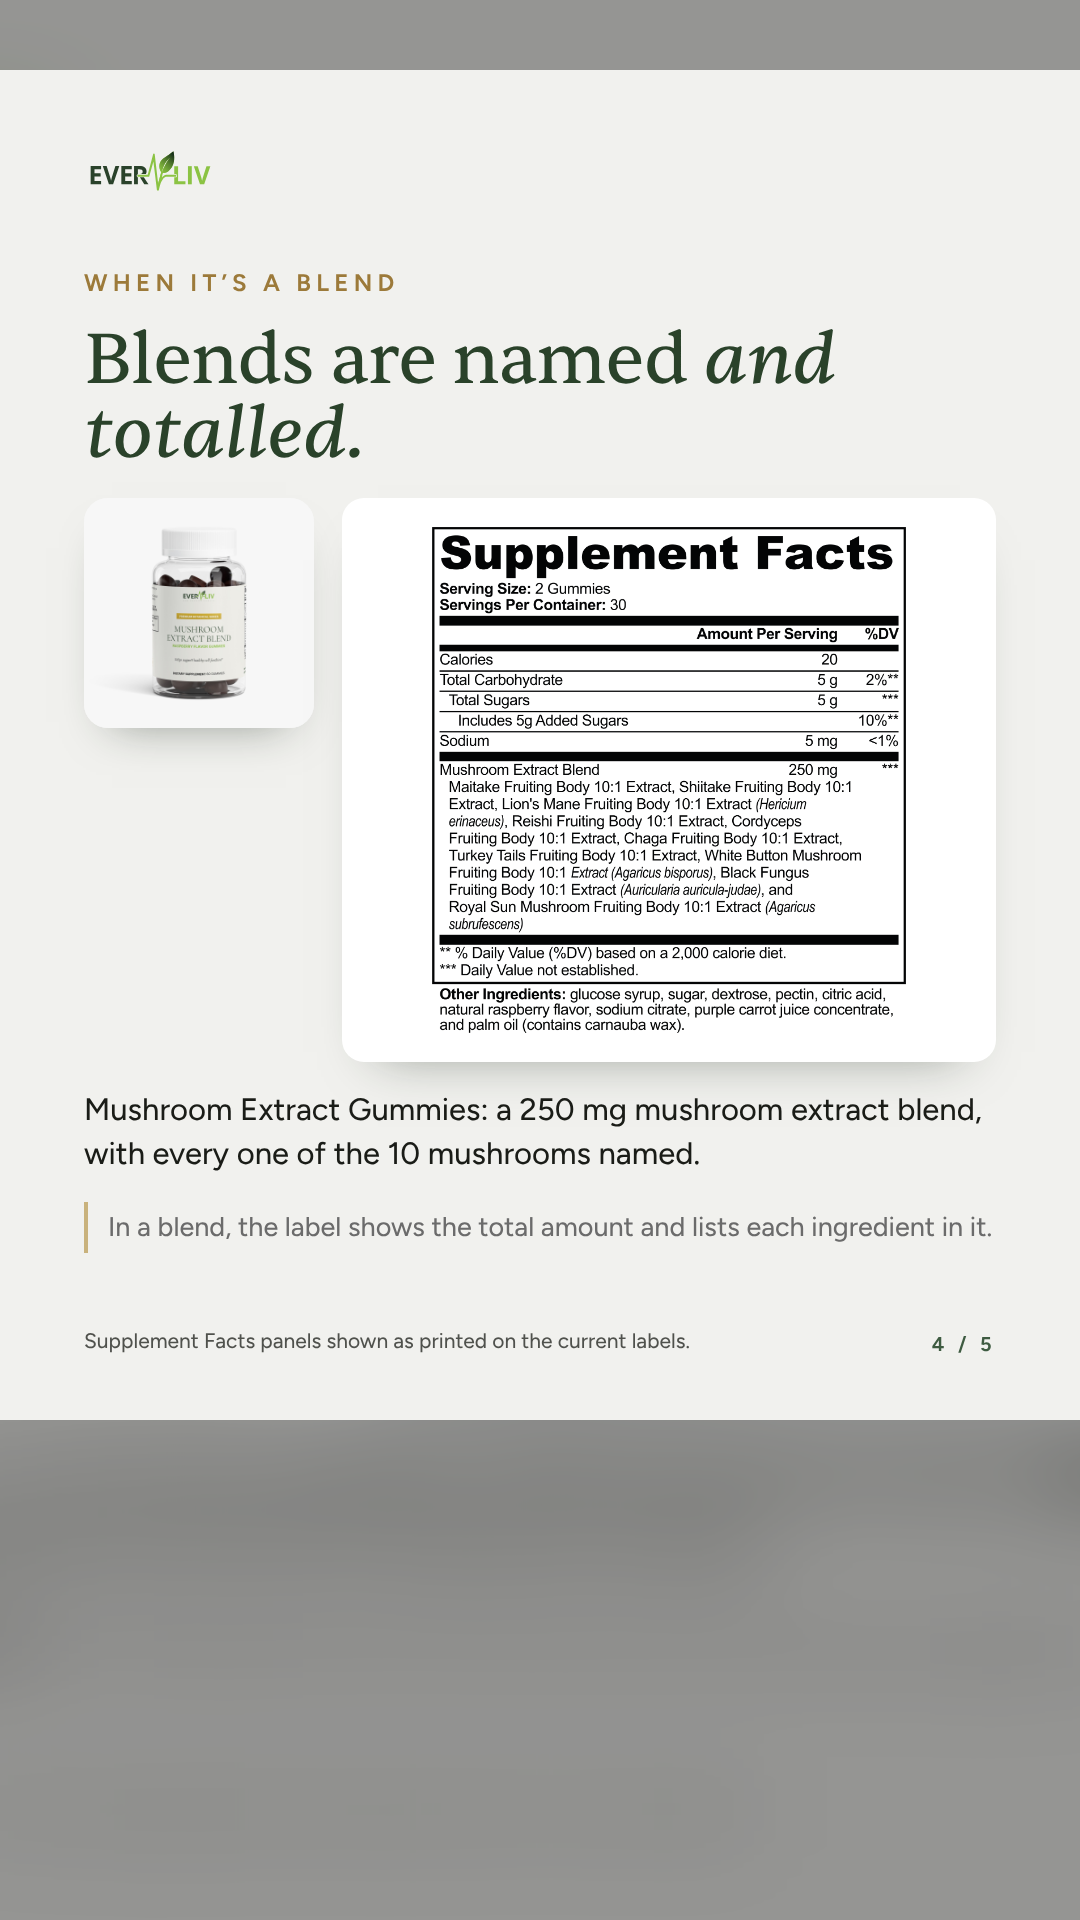 EVER LIV
WHEN IT’S A BLEND
Blends are named and
totalled.
EVER LIV
MUSHROOM
EXTRACT BLEND
Supplement Facts
Serving Size: 2 Gummies
Servings Per Container: 30
Amount Per Serving %DV
Calories 20
Total Carbohydrate 5 g 2%**
Total Sugars 5 g ***
Includes 5g Added Sugars 10%**
Sodium 5 mg <1%
Mushroom Extract Blend 250 mg ***
Maitake Fruiting Body 10:1 Extract, Shiitake Fruiting Body 10:1
Extract, Lion's Mane Fruiting Body 10:1 Extract (Hericium
erinaceus), Reishi Fruiting Body 10:1 Extract, Cordyceps
Fruiting Body 10:1 Extract, Chaga Fruiting Body 10:1 Extract,
Turkey Tails Fruiting Body 10:1 Extract, White Button Mushroom
Fruiting Body 10:1 Extract (Agaricus bisporus), Black Fungus
Fruiting Body 10:1 Extract (Auricularia auricula-judae), and
Royal Sun Mushroom Fruiting Body 10:1 Extract (Agaricus
subrufescens)
** % Daily Value (%DV) based on a 2,000 calorie diet.
*** Daily Value not established.
Other Ingredients: glucose syrup, sugar, dextrose, pectin, citric acid,
natural raspberry flavor, sodium citrate, purple carrot juice concentrate,
and palm oil (contains carnauba wax).
Mushroom Extract Gummies: a 250 mg mushroom extract blend,
with every one of the 10 mushrooms named.
In a blend, the label shows the total amount and lists each ingredient in it.
Supplement Facts panels shown as printed on the current labels.
4 / 5